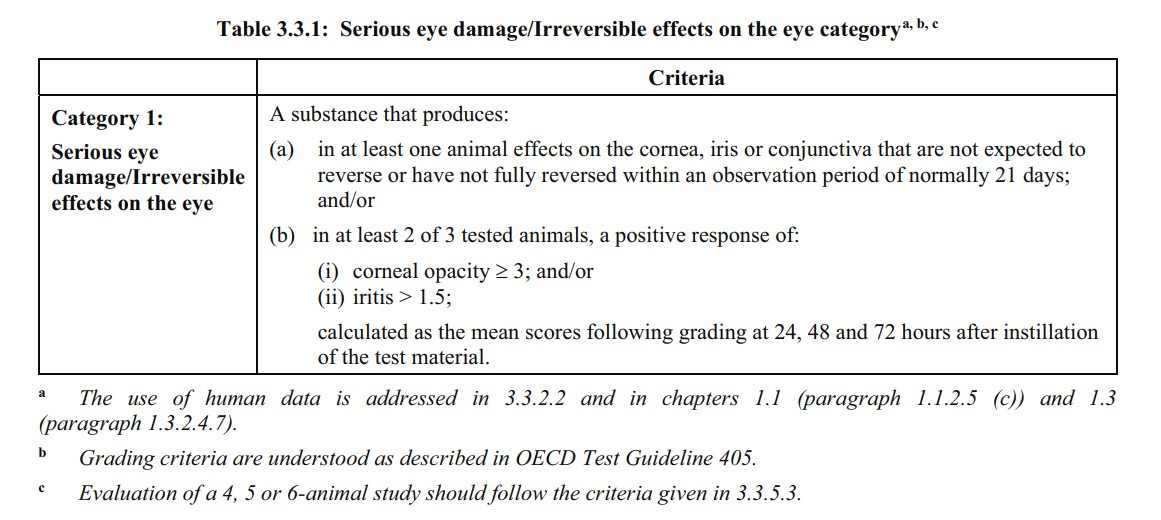 Table 3.3.1: Serious eye damage/Irreversible effects on the eye category a, b, c
Criteria
Category 1:
Serious eye
damage/Irreversible
effects on the eye
A substance that produces:
(a) in at least one animal effects on the cornea, iris or conjunctiva that are not expected to
reverse or have not fully reversed within an observation period of normally 21 days;
and/or
(b) in at least 2 of 3 tested animals, a positive response of:
(i) corneal opacity ≥ 3; and/or
(ii) iritis > 1.5;
calculated as the mean scores following grading at 24, 48 and 72 hours after instillation
of the test material.
a The use of human data is addressed in 3.3.2.2 and in chapters 1.1 (paragraph 1.1.2.5 (c)) and 1.3
(paragraph 1.3.2.4.7).
b Grading criteria are understood as described in OECD Test Guideline 405.
c Evaluation of a 4, 5 or 6-animal study should follow the criteria given in 3.3.5.3.